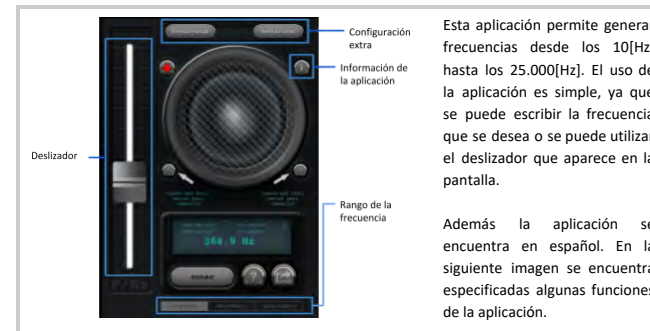 Configuración
extra
Información de
la aplicación
Deslizador
Rango de la
frecuencia
264.9 Hz
Esta aplicación permite genera
frecuencias desde los 10[Hz
hasta los 25.000[Hz]. El uso de
la aplicación es simple, ya que
se puede escribir la frecuencia
que se desea o se puede utilizar
el deslizador que aparece en la
pantalla.
Además la aplicación se
encuentra en español. En la
siguiente imagen se encuentra
especificadas algunas funciones
de la aplicación.